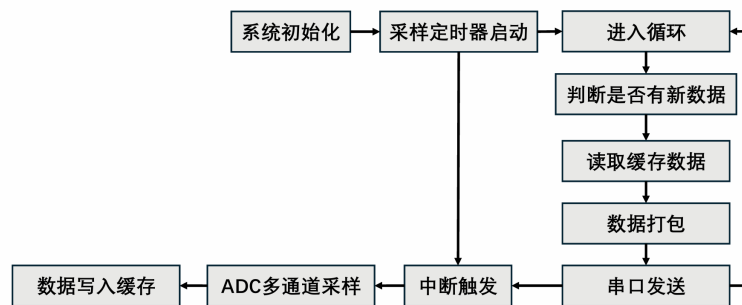 系统初始化
采样定时器启动
进入循环
判断是否有新数据
读取缓存数据
数据打包
数据写入缓存
ADC多通道采样
中断触发
串口发送